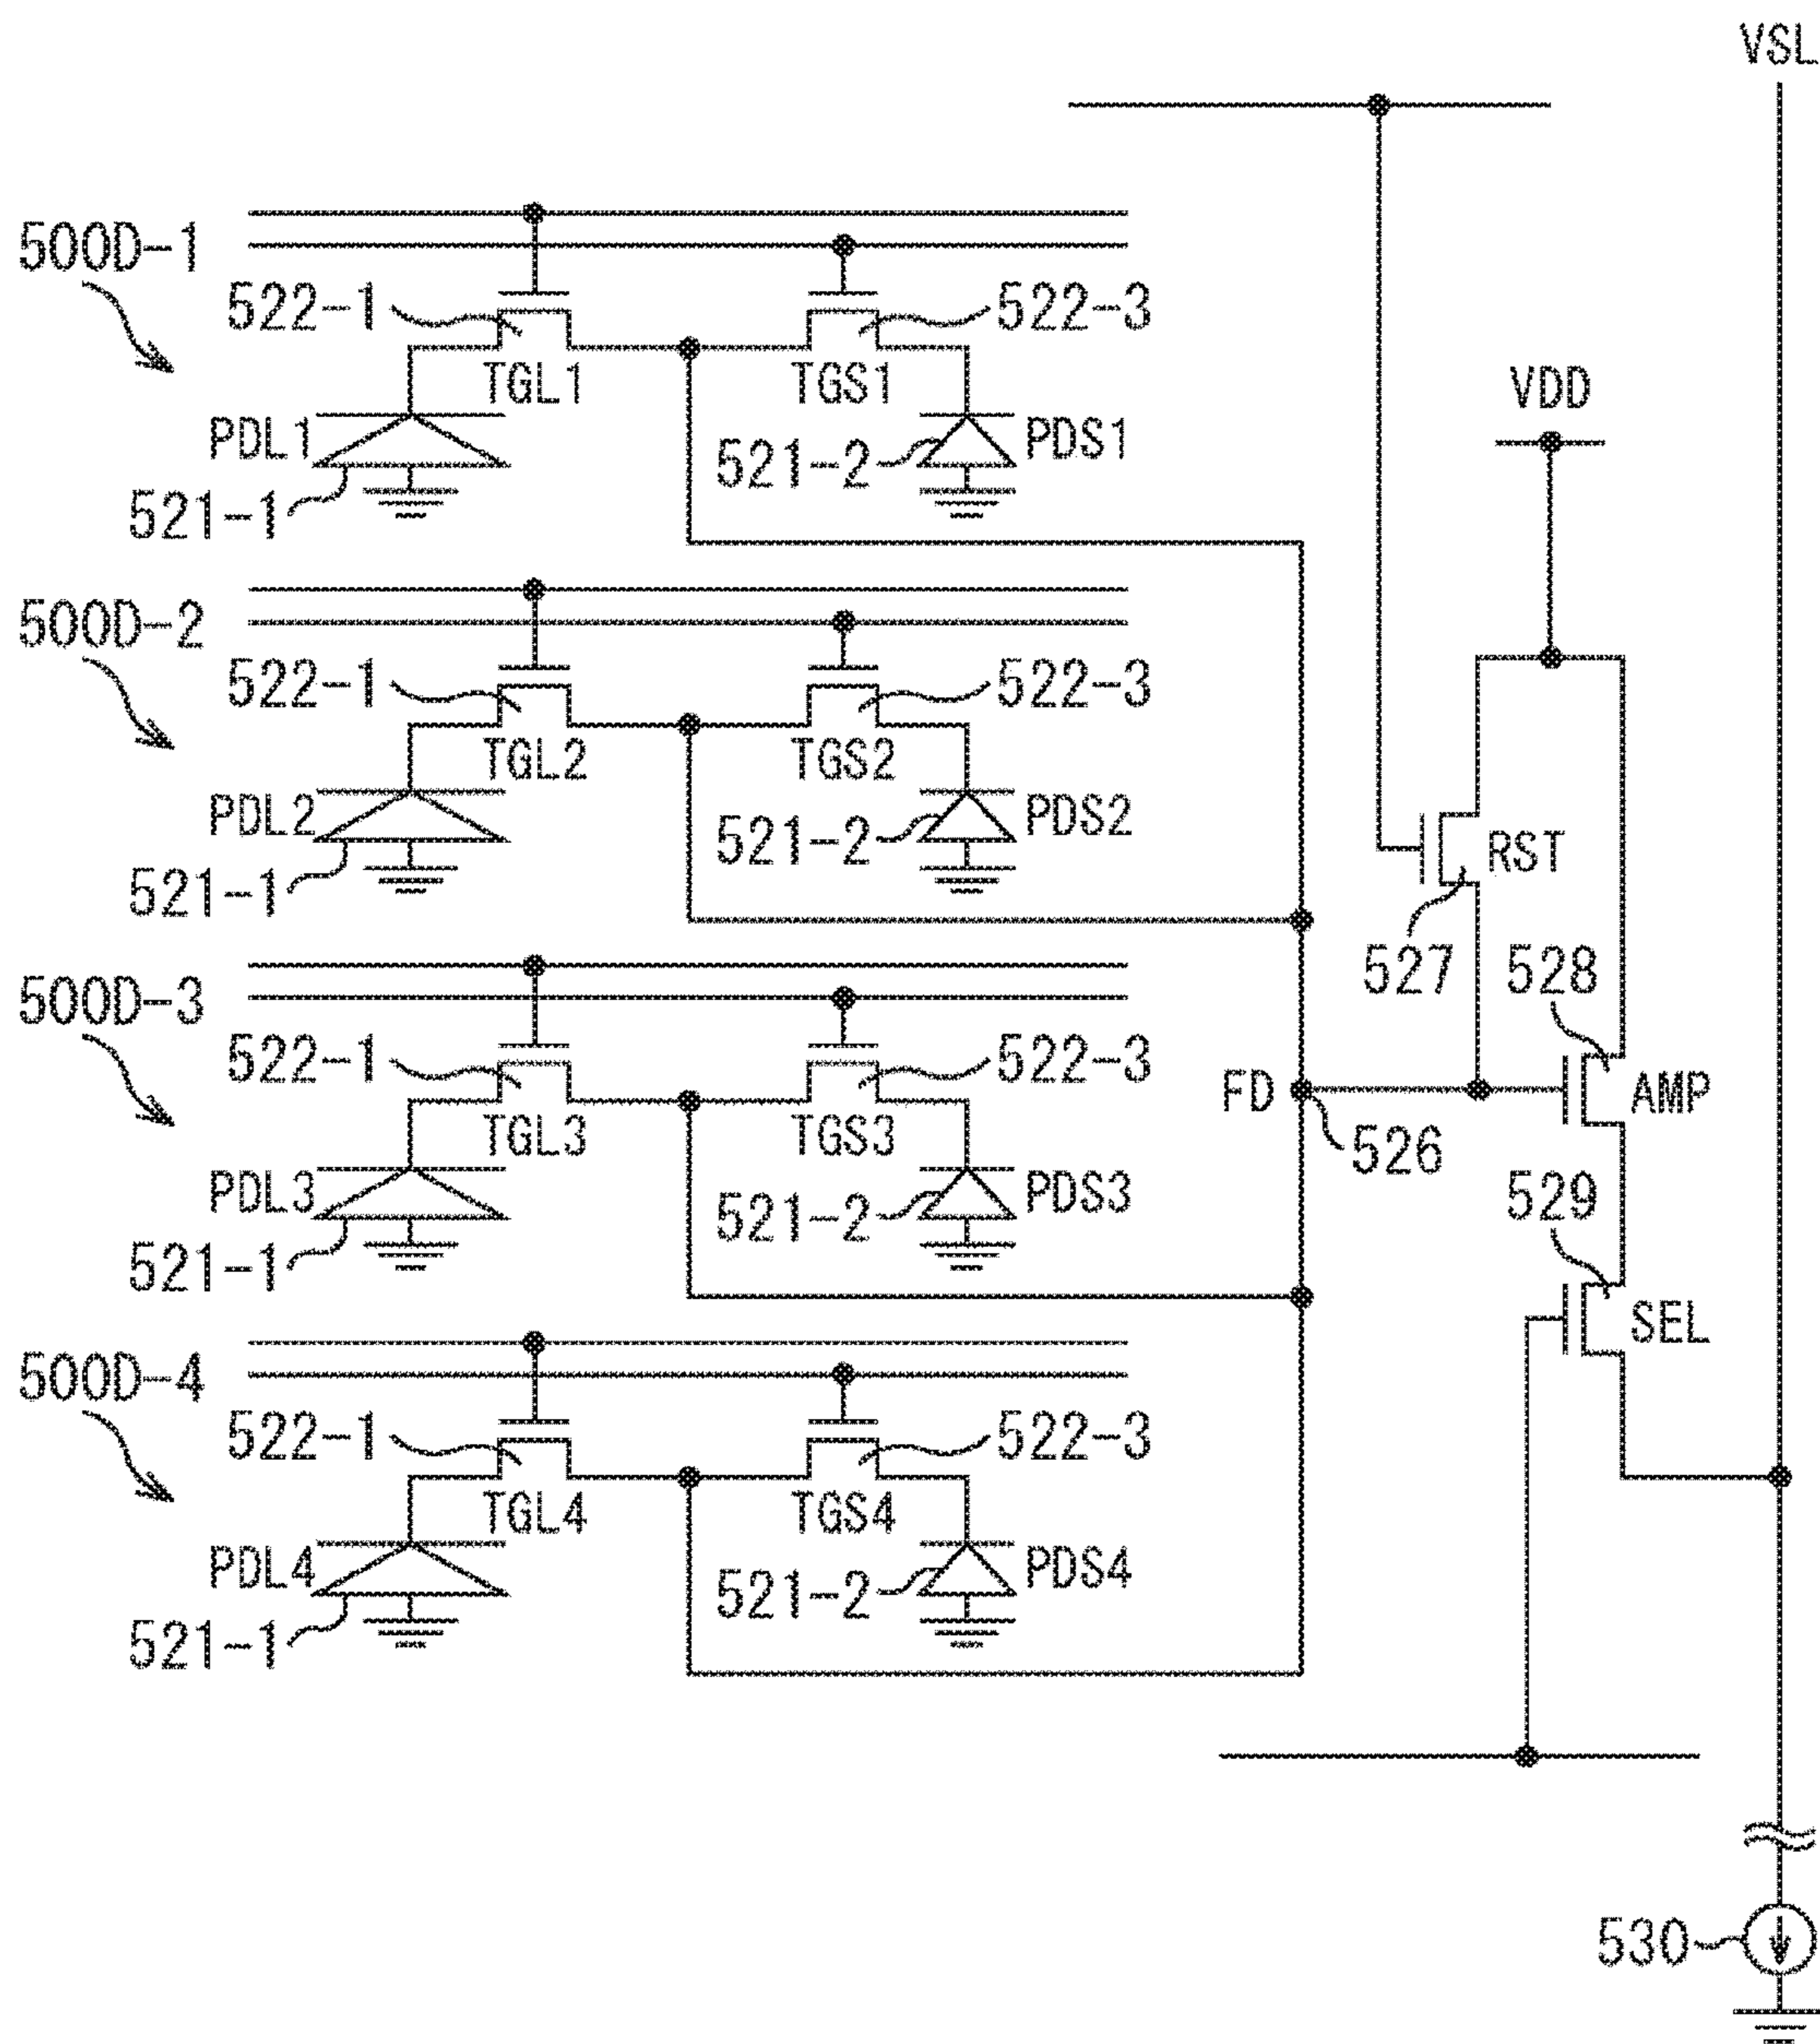 VSL
500D-1
522-1
522-3
TGL1
TGS1
VDD
PDL1
521-2
PDS1
521-1
500D-2
522-1
522-3
TGL2
TGS2
PDL2
521-2
PDS2
RST
521-1
527
528
500D-3
522-1
522-3
FD
AMP
TGL3
TGS3
526
PDL3
521-2
PDS3
529
521-1
SEL
500D-4
522-1
522-3
TGL4
TGS4
PDL4
521-2
PDS4
521-1
530